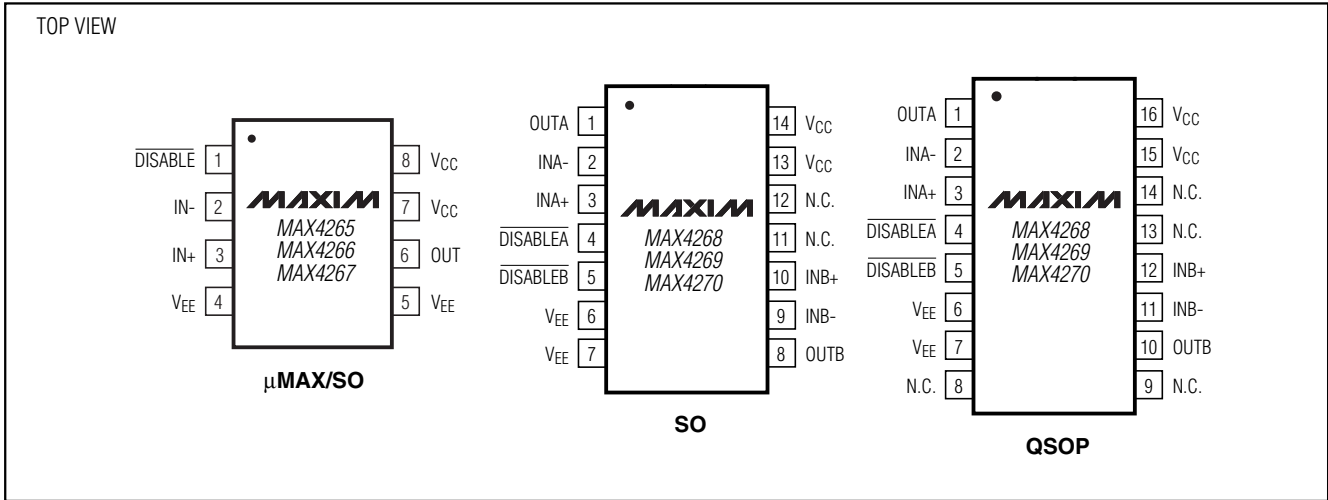 TOP VIEW
DISABLE 1
IN- 2
IN+ 3
VEE 4
8 VCC
7 VCC
6 OUT
5 VEE
MAXIM
MAX4265
MAX4266
MAX4267
μMAX/SO
OUTA 1
INA- 2
INA+ 3
DISABLEA 4
DISABLEB 5
VEE 6
VEE 7
14 VCC
13 VCC
12 N.C.
11 N.C.
10 INB+
9 INB-
8 OUTB
MAXIM
MAX4268
MAX4269
MAX4270
SO
OUTA 1
INA- 2
INA+ 3
DISABLEA 4
DISABLEB 5
VEE 6
VEE 7
N.C. 8
16 VCC
15 VCC
14 N.C.
13 N.C.
12 INB+
11 INB-
10 OUTB
9 N.C.
MAXIM
MAX4268
MAX4269
MAX4270
QSOP